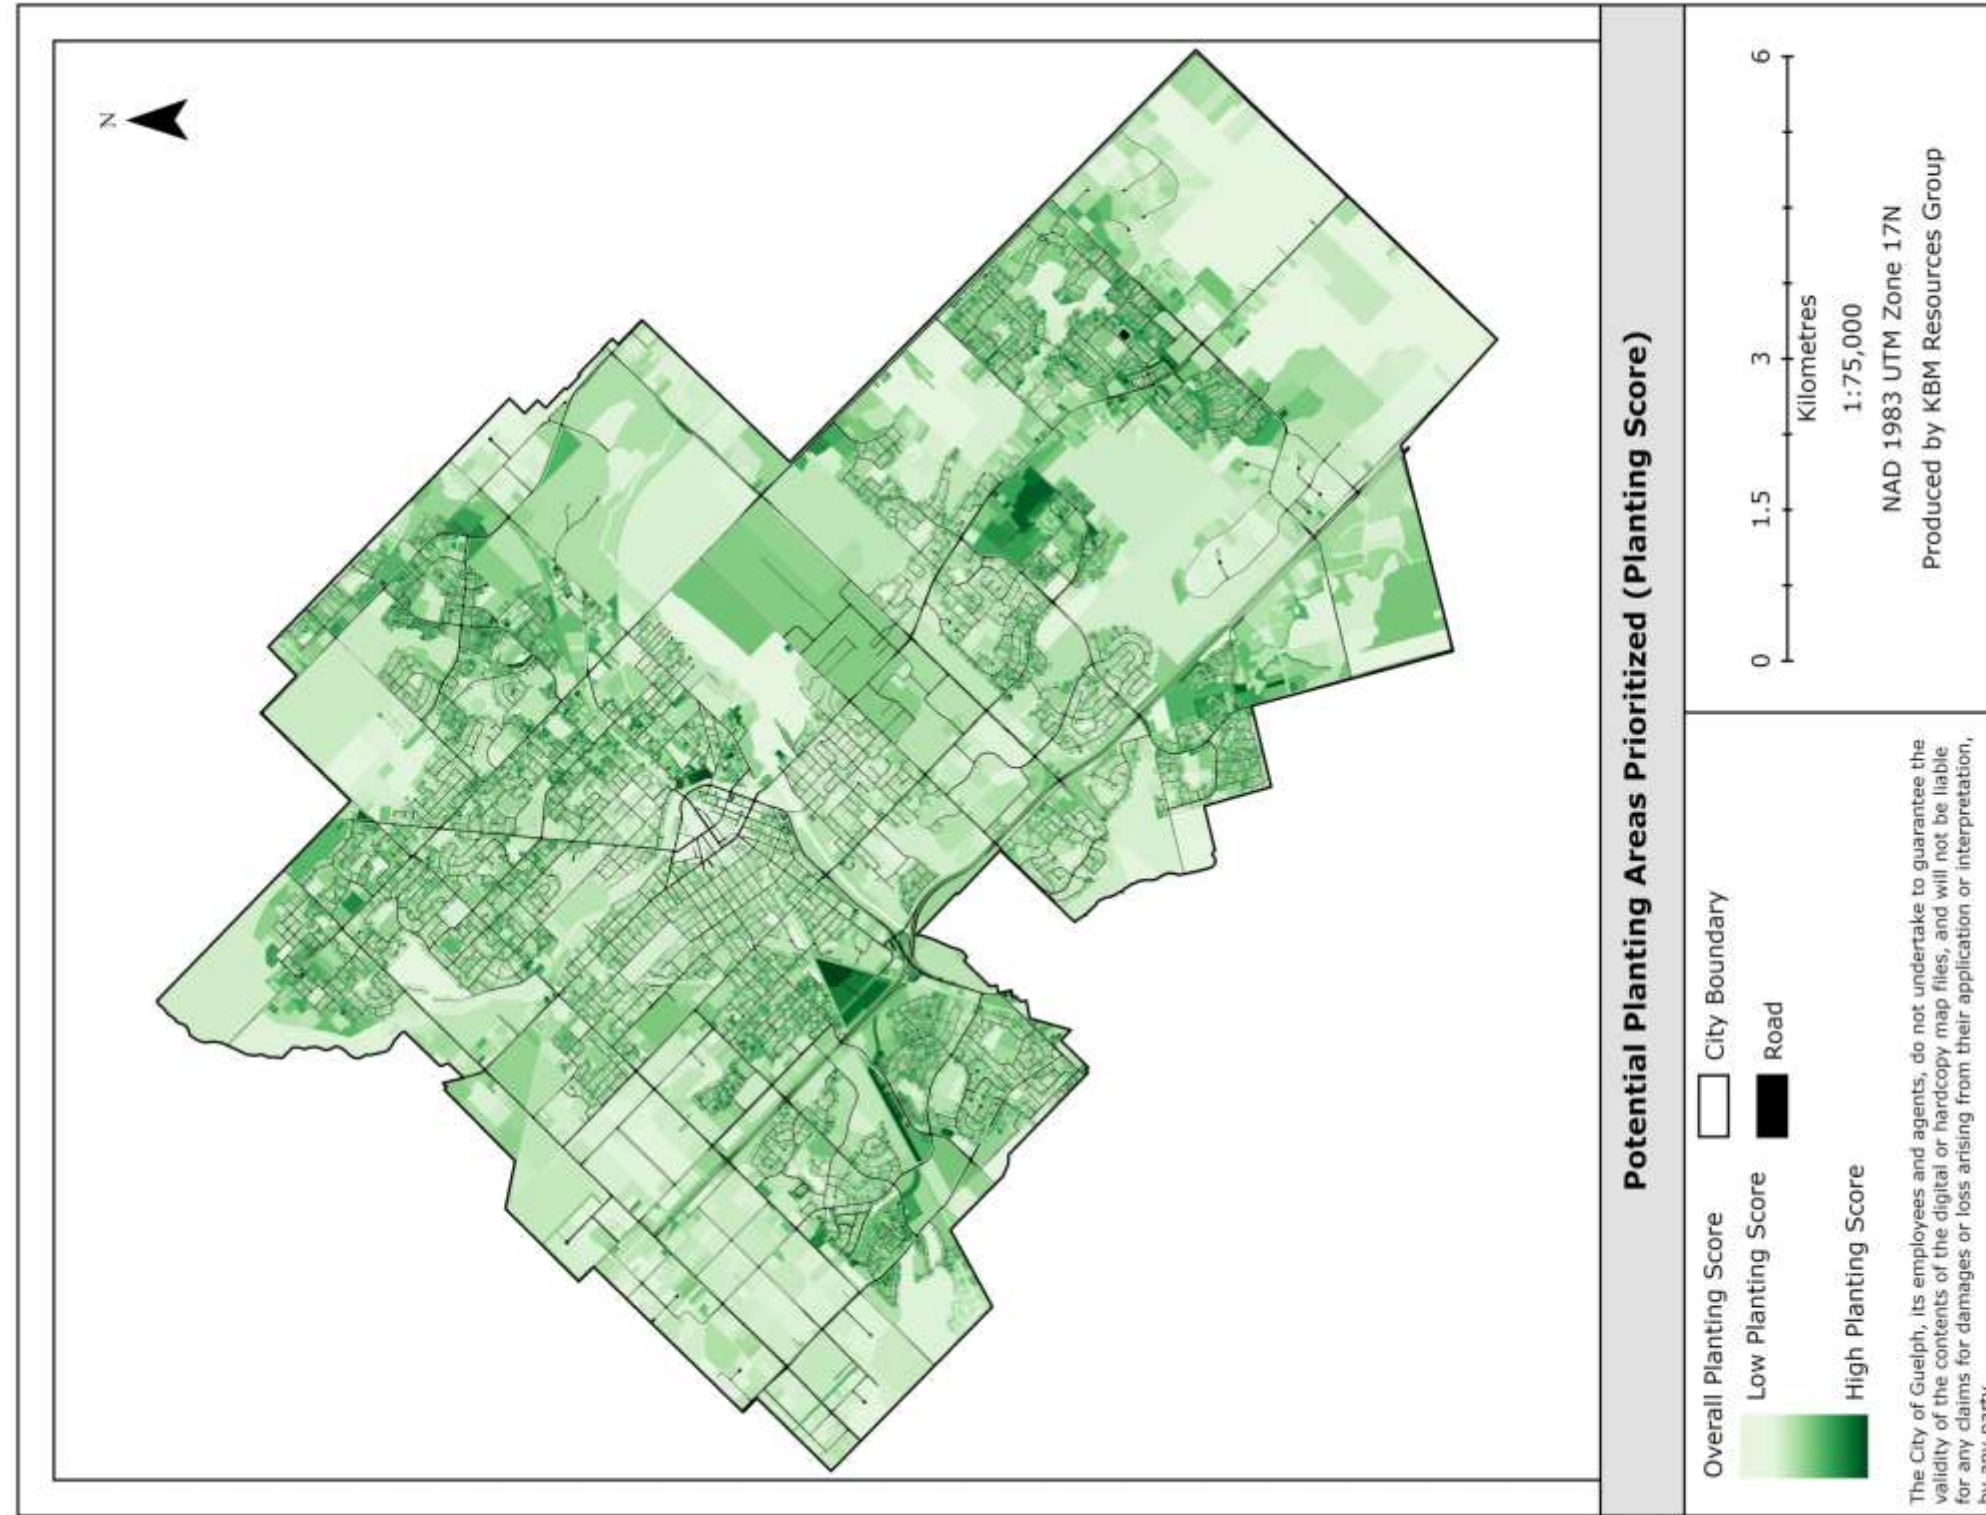 N
Potential Planting Areas Prioritized (Planting Score)
Overall Planting Score
Low Planting Score
High Planting Score
City Boundary
Road
The City of Guelph, its employees and agents, do not undertake to guarantee the
validity of the contents of the digital or hardcopy map files, and will not be liable
for any claims for damages or loss arising from their application or interpretation,
by any party.
0 1.5 3 6
Kilometres
1:75,000
NAD 1983 UTM Zone 17N
Produced by KBM Resources Group